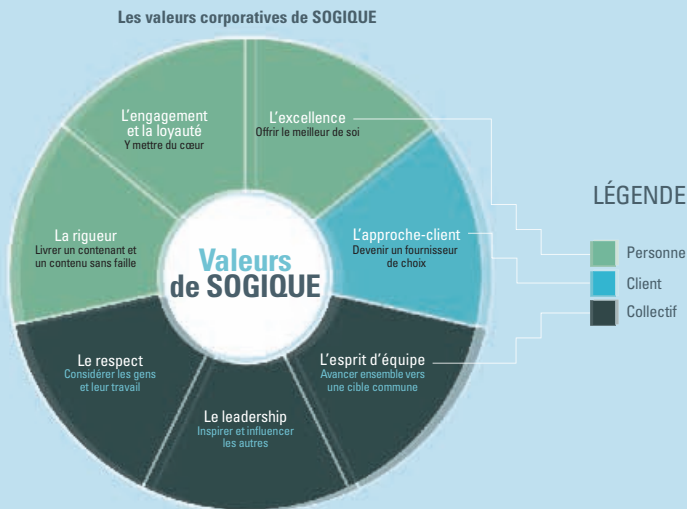 Les valeurs corporatives de SOGIQUE
L'engagement
et la loyauté
Y mettre du cœur
L'excellence
Offrir le meilleur de soi
La rigueur
Livrer un contenant et
un contenu sans faille
Valeurs
de SOGIQUE
L'approche-client
Devenir un fournisseur
de choix
Le respect
Considérer les gens
et leur travail
Le leadership
Inspirer et influencer
les autres
L'esprit d'équipe
Avancer ensemble vers
une cible commune
LÉGENDE
Personne
Client
Collectif